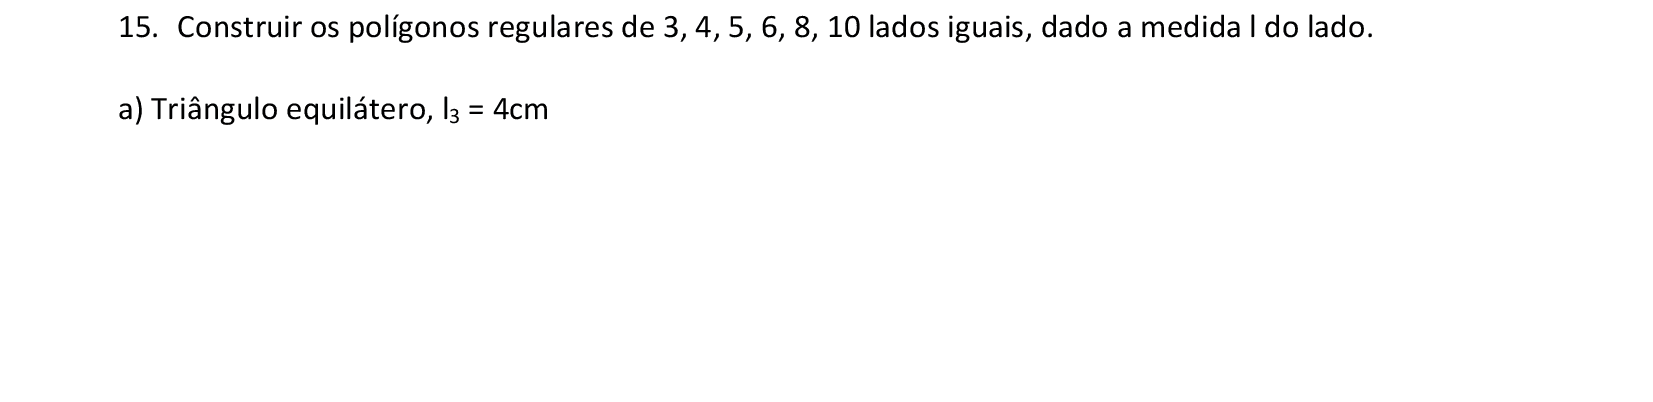 15. Construir os polígonos regulares de 3, 4, 5, 6, 8, 10 lados iguais, dado a medida l do lado.
a) Triângulo equilátero, l₃ = 4cm